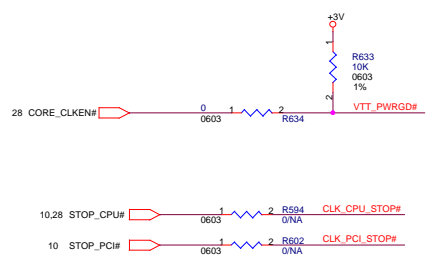 +3V
1
R633
10K
0603
1%
2
28 CORE_CLKEN#
0
1
2
0603
R634
VTT_PWRGD#
10,28 STOP_CPU#
1
2
R594
0603
0/NA
CLK_CPU_STOP#
10 STOP_PCI#
1
2
R602
0603
0/NA
CLK_PCI_STOP#